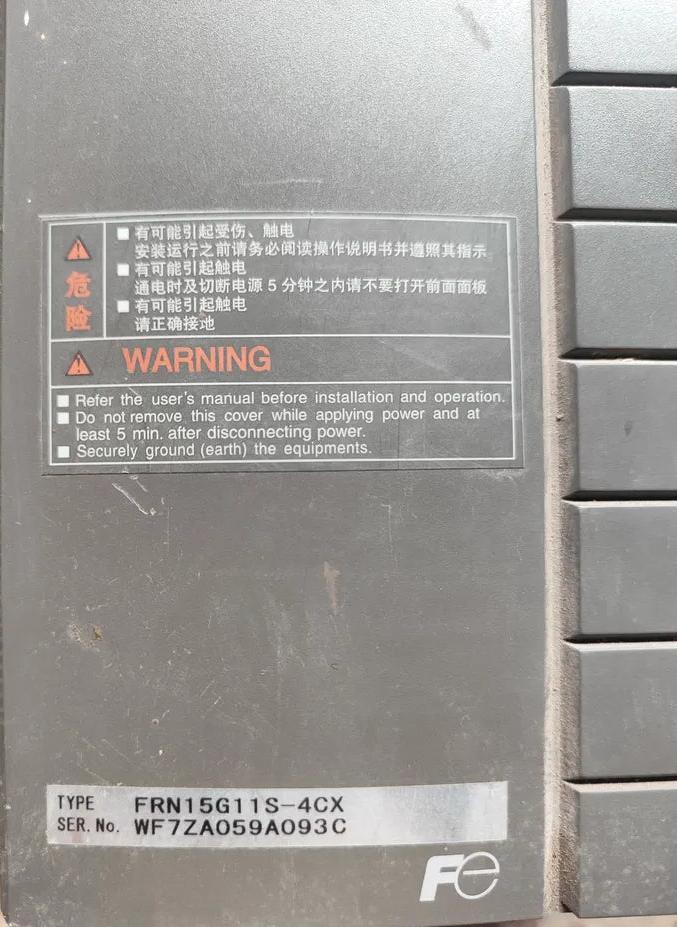 危险
■ 有可能引起受伤、触电
安装运行之前请务必阅读操作说明书并遵照其指示
■ 有可能引起触电
通电时及切断电源 5 分钟之内请不要打开前面面板
■ 有可能引起触电
请正确接地
WARNING
■ Refer the user's manual before installation and operation.
■ Do not remove this cover while applying power and at
least 5 min. after disconnecting power.
■ Securely ground (earth) the equipments.
TYPE FRN15G11S-4CX
SER. No. WF7ZA059A093C
Fe